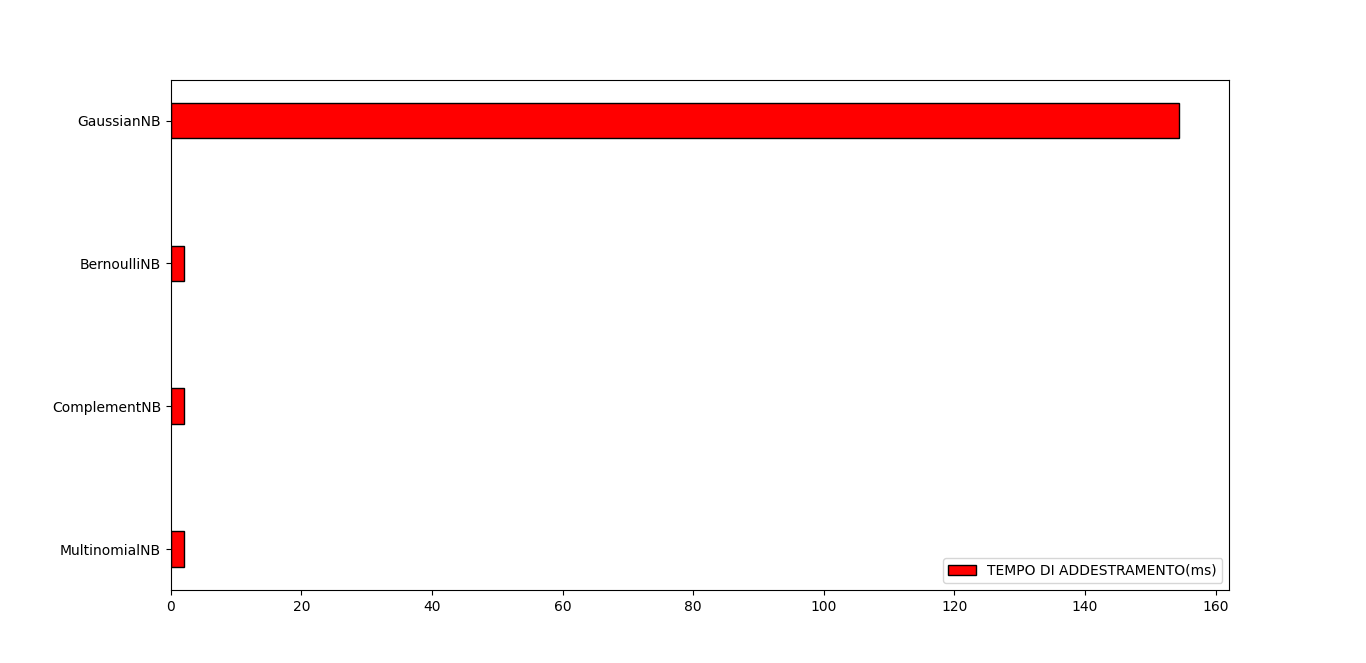 GaussianNB
BernoulliNB
ComplementNB
MultinomialNB
TEMPO DI ADDESTRAMENTO(ms)
0 20 40 60 80 100 120 140 160